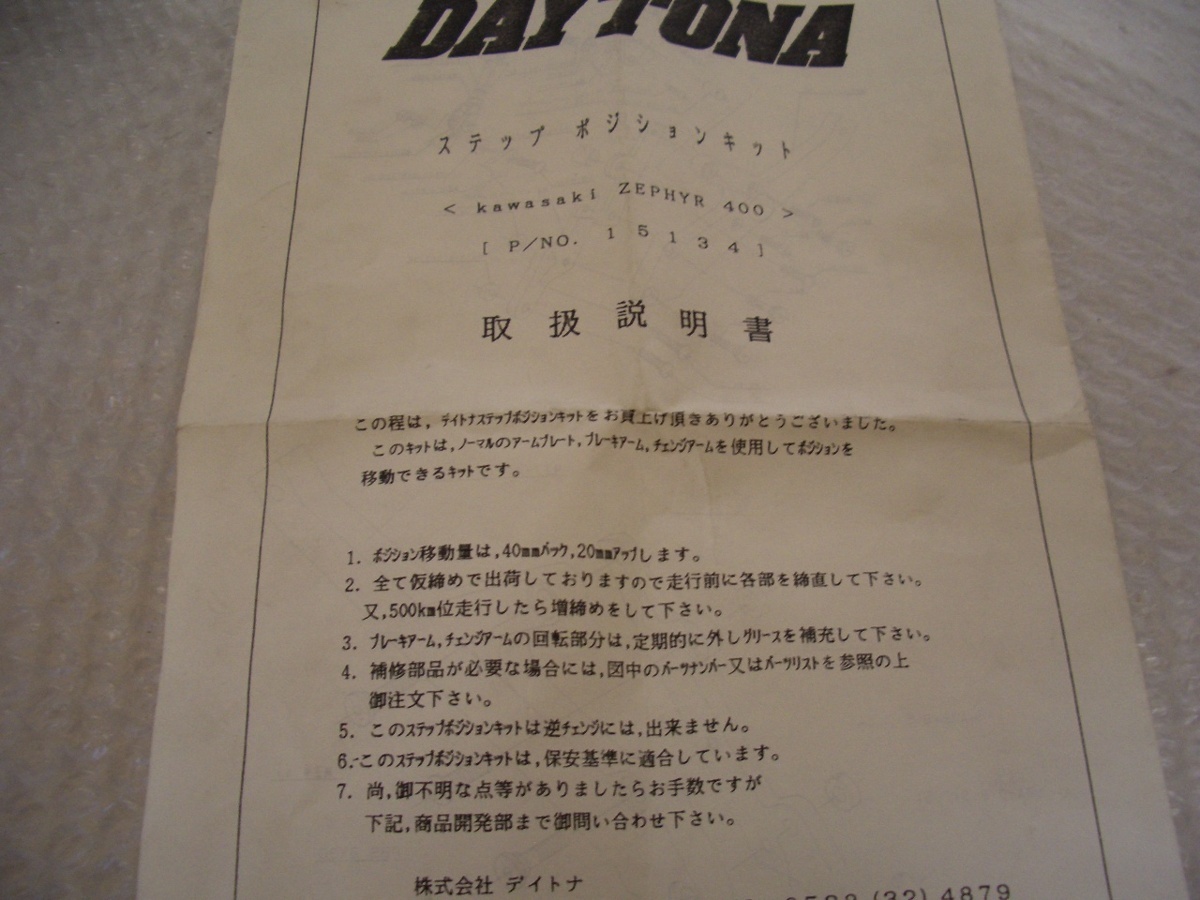 DAYTONA
ステップ ポジションキット
< kawasaki ZEPHYR 400 >
[ P/NO. 15134 ]
取扱説明書
この程は,ﾃﾞｲﾄﾅｽﾃｯﾌﾟﾎﾟｼﾞｼｮﾝｷｯﾄをお買上げ頂きありがとうございました。
このｷｯﾄは,ﾉｰﾏﾙのｱｰﾑﾌﾟﾚｰﾄ,ﾌﾞﾚｰｷｱｰﾑ,ﾁｪﾝｼﾞｱｰﾑを使用してﾎﾟｼﾞｼｮﾝを
移動できるｷｯﾄです。
1. ﾎﾟｼﾞｼｮﾝ移動量は,40mmﾊﾞｯｸ,20mmｱｯﾌﾟします。
2. 全て仮締めで出荷しておりますので走行前に各部を締直して下さい。
又,500km位走行したら増締めをして下さい。
3. ﾌﾞﾚｰｷｱｰﾑ,ﾁｪﾝｼﾞｱｰﾑの回転部分は,定期的に外しｸﾞﾘｰｽを補充して下さい。
4. 補修部品が必要な場合には,図中のﾊﾟｰﾂﾅﾝﾊﾞｰ又はﾊﾟｰﾂﾘｽﾄを参照の上
御注文下さい。
5. このｽﾃｯﾌﾟﾎﾟｼﾞｼｮﾝｷｯﾄは逆ﾁｪﾝｼﾞには,出来ません。
6. このｽﾃｯﾌﾟﾎﾟｼﾞｼｮﾝｷｯﾄは,保安基準に適合しています。
7. 尚,御不明な点等がありましたらお手数ですが
下記,商品開発部まで御問い合わせ下さい。
株式会社 デイトナ
(32) 4879